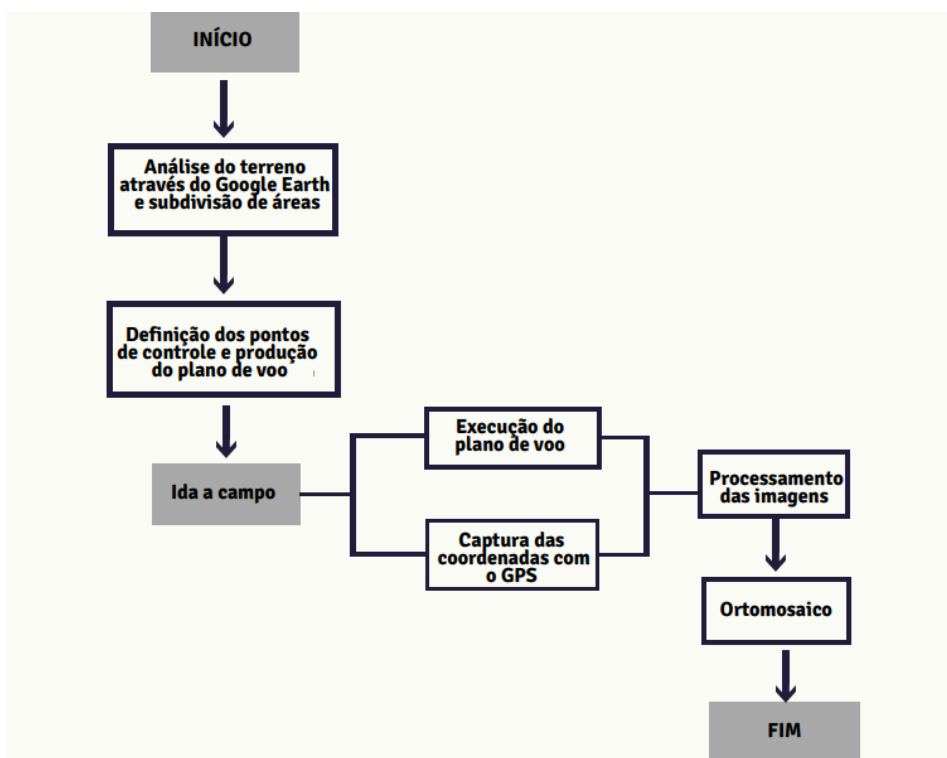 INÍCIO
Análise do terreno
através do Google Earth
e subdivisão de áreas
Definição dos pontos
de controle e produção
do plano de voo
Ida a campo
Execução do
plano de voo
Captura das
coordenadas com
o GPS
Processamento
das imagens
Ortomosaico
FIM